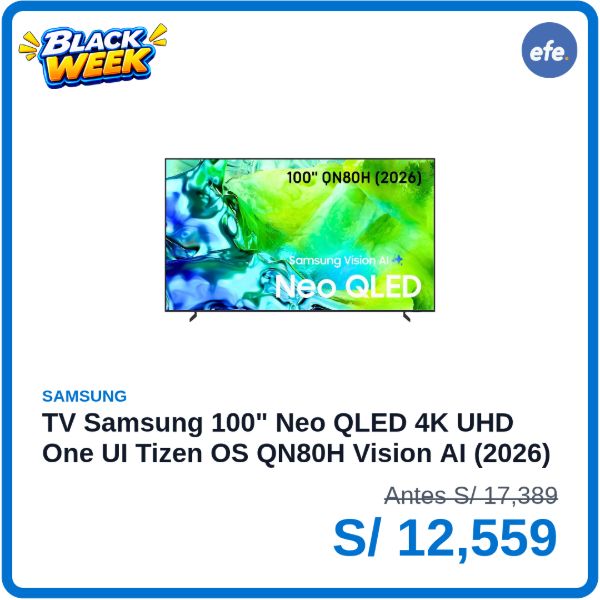 BLACK
WEEK
efe.
100" QN80H (2026)
Samsung Vision AI
Neo QLED
SAMSUNG
TV Samsung 100" Neo QLED 4K UHD
One UI Tizen OS QN80H Vision AI (2026)
Antes S/ 17,389
S/ 12,559